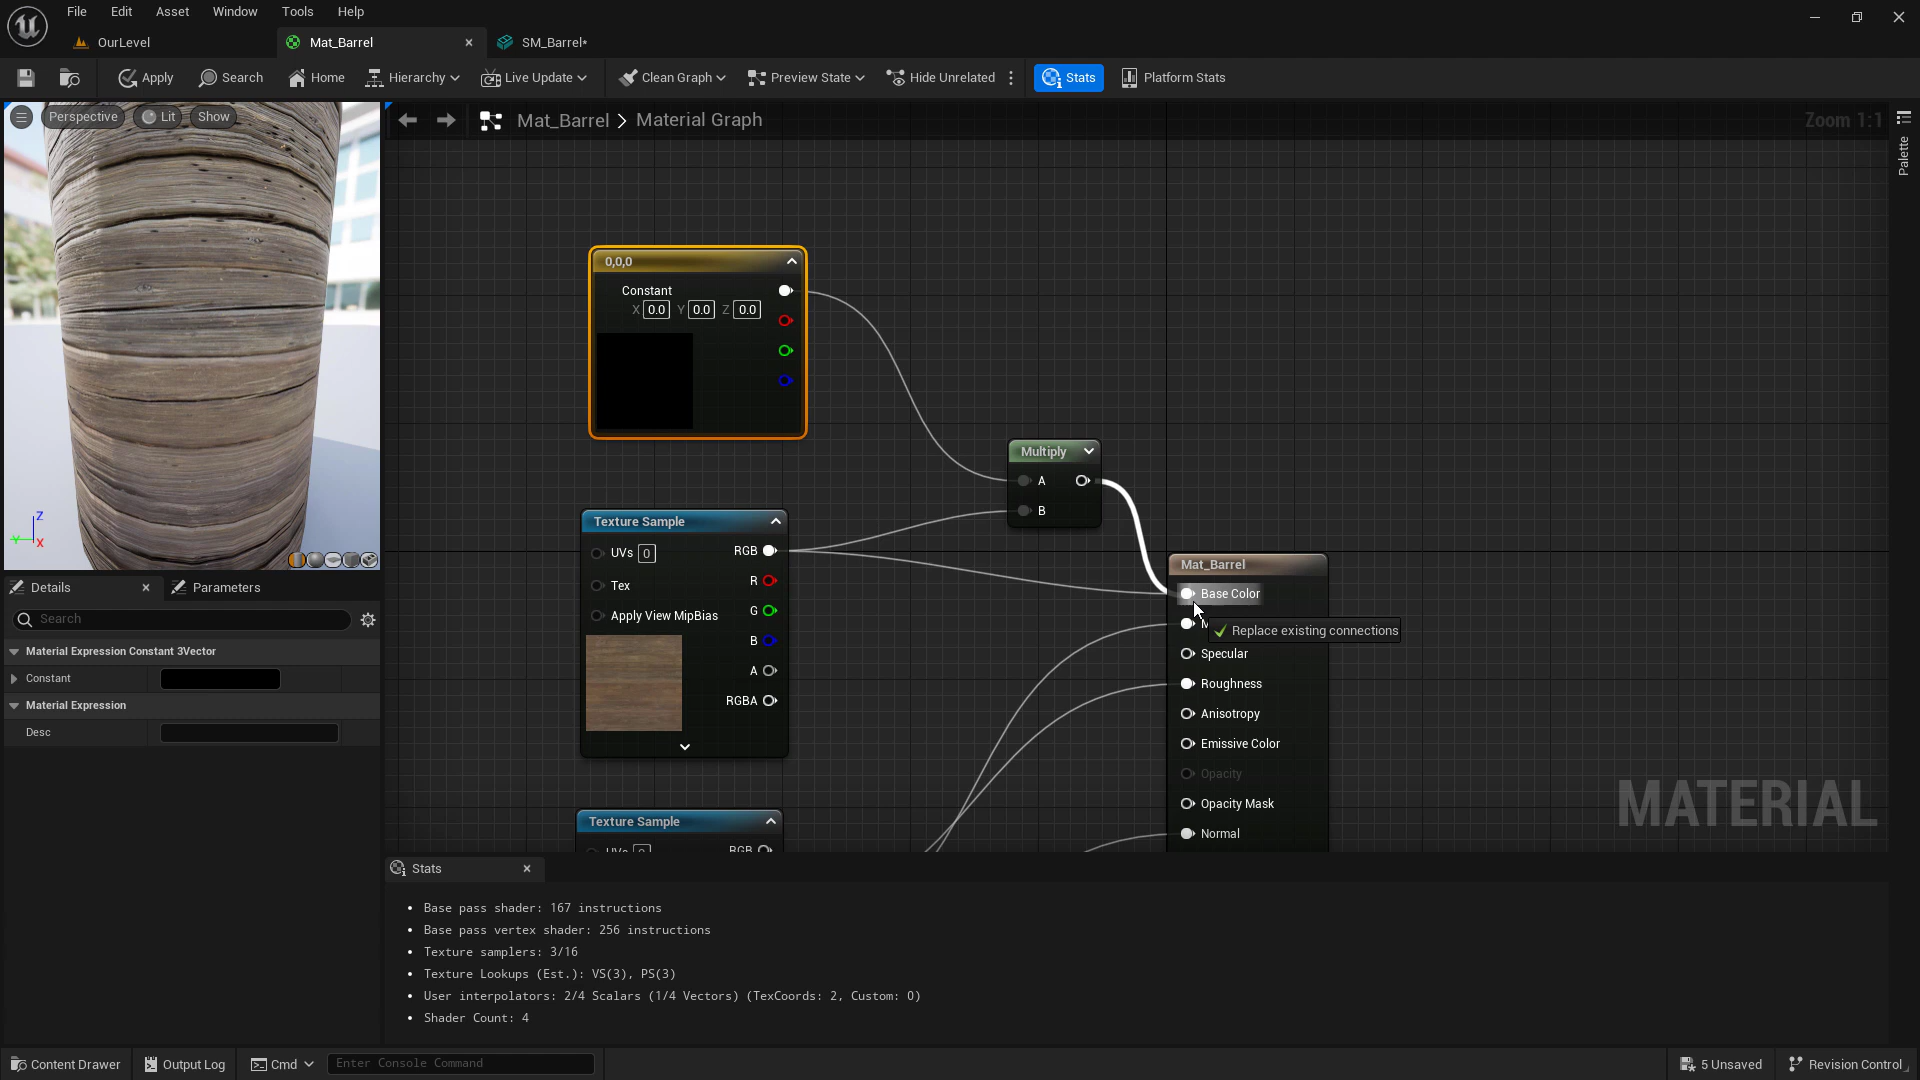 File Edit Asset Window Tools Help
OurLevel
Mat_Barrel
SM_Barrel*
Apply Search Home Hierarchy Live Update Clean Graph Preview State Hide Unrelated Stats Platform Stats
Perspective Lit Show
Mat_Barrel > Material Graph
Zoom 1:1
Palette
0,0,0
Constant
X 0.0 Y 0.0 Z 0.0
Multiply
A
B
Texture Sample
UVs 0 RGB
R
Tex
G
Apply View MipBias
B
A
RGBA
Mat_Barrel
Base Color
M
Replace existing connections
Specular
Roughness
Anisotropy
Emissive Color
Opacity
Opacity Mask
Normal
MATERIAL
Texture Sample
UVs RGB
Z
Y
X
Details
Parameters
Search
Material Expression Constant 3Vector
Constant
Material Expression
Desc
Stats
• Base pass shader: 167 instructions
• Base pass vertex shader: 256 instructions
• Texture samplers: 3/16
• Texture Lookups (Est.): VS(3), PS(3)
• User interpolators: 2/4 Scalars (1/4 Vectors) (TexCoords: 2, Custom: 0)
• Shader Count: 4
Content Drawer Output Log Cmd Enter Console Command 5 Unsaved Revision Control